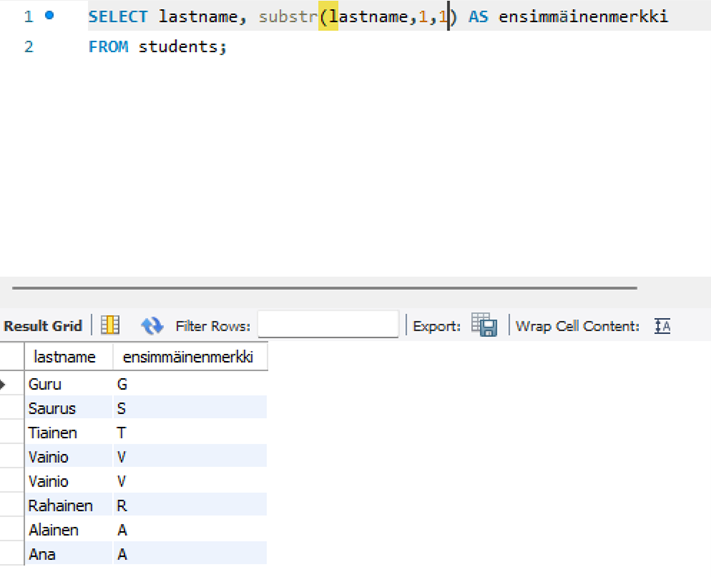 1 SELECT lastname, substr(lastname,1,1) AS ensimmäinenmerkki
2 FROM students;
Result Grid Filter Rows: Export: Wrap Cell Content:
lastname ensimmäinenmerkki
Guru G
Saurus S
Tiainen T
Vainio V
Vainio V
Rahainen R
Alainen A
Ana A